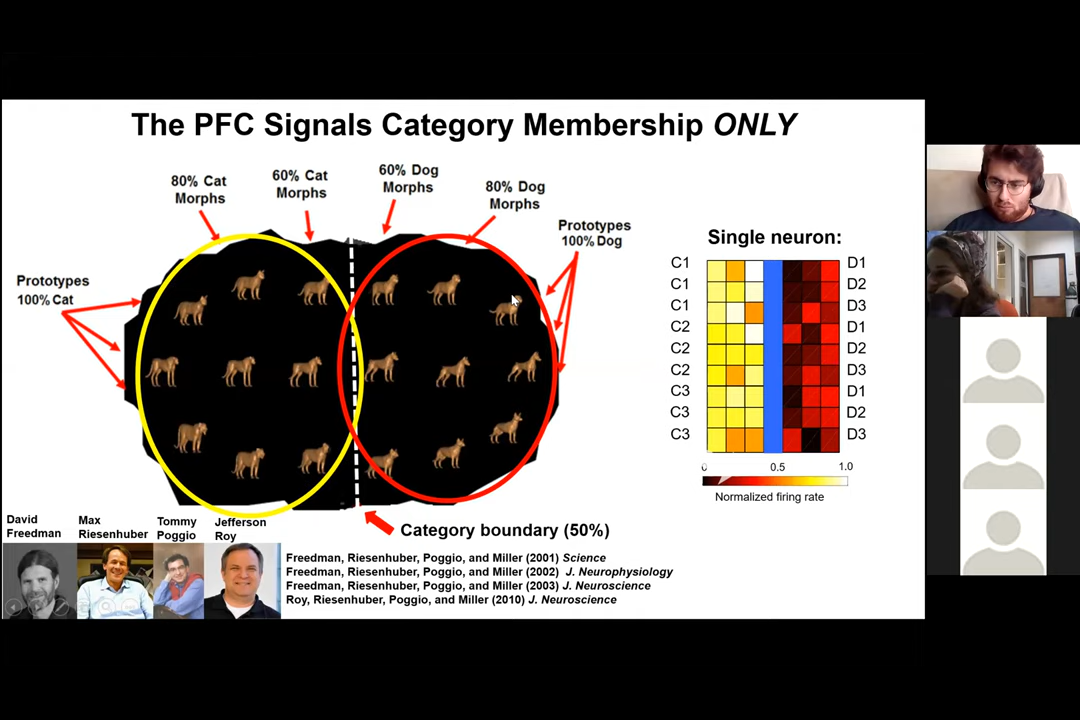 The PFC Signals Category Membership ONLY
80% Cat
Morphs
60% Cat
Morphs
60% Dog
Morphs
80% Dog
Morphs
Prototypes
100% Dog
Prototypes
100% Cat
Single neuron:
C1
D1
C1
D2
C1
D3
C2
D1
C2
D2
C2
D3
C3
D1
C3
D2
C3
D3
0
0.5
1.0
Normalized firing rate
Category boundary (50%)
David
Freedman
Max
Riesenhuber
Tommy
Poggio
Jefferson
Roy
Freedman, Riesenhuber, Poggio, and Miller (2001) Science
Freedman, Riesenhuber, Poggio, and Miller (2002) J. Neurophysiology
Freedman, Riesenhuber, Poggio, and Miller (2003) J. Neuroscience
Roy, Riesenhuber, Poggio, and Miller (2010) J. Neuroscience